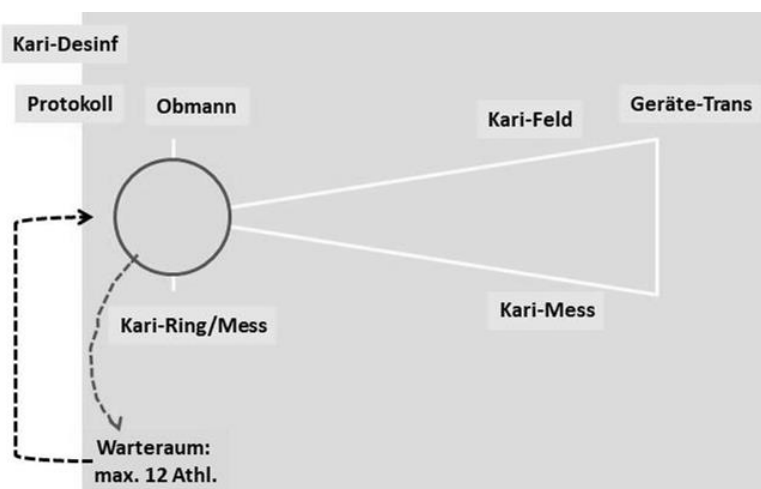 Kari-Desinf
Protokoll
Obmann
Kari-Feld
Geräte-Trans
Kari-Ring/Mess
Kari-Mess
Warteraum:
max. 12 Athl.